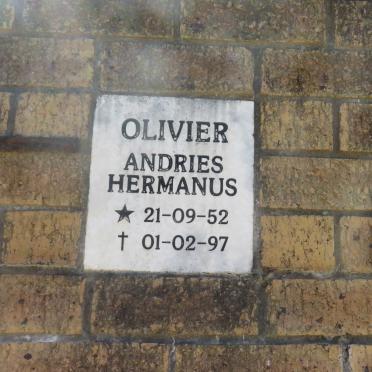 OLIVIER
ANDRIES
HERMANUS
★ 21-09-52
† 01-02-97